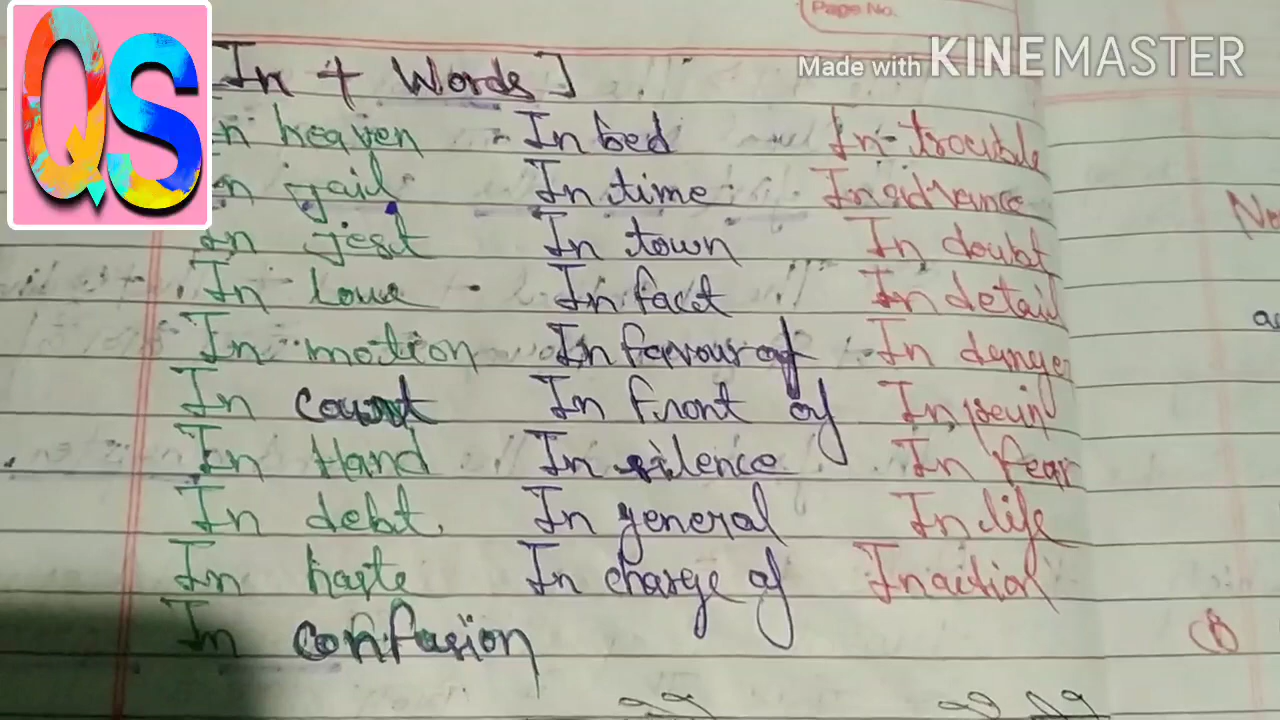 Page No.
QS
Made with KINEMASTER
In + Words ]
In heaven In bed In trouble
In jail In time In advance
In jest In town In doubt
In love In fact In detail
In motion In favour of In danger
In court In front of In pain
In Hand In silence In fear
In debt. In general In life
In haste In charge of In action
In confusion